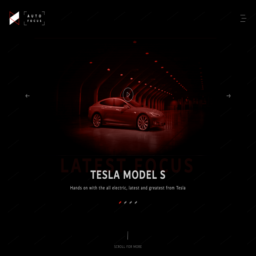 AUTO
FOCUS
LATEST FOCUS
TESLA MODEL S
Hands on with the all electric, latest and greatest from Tesla
SCROLL FOR MORE